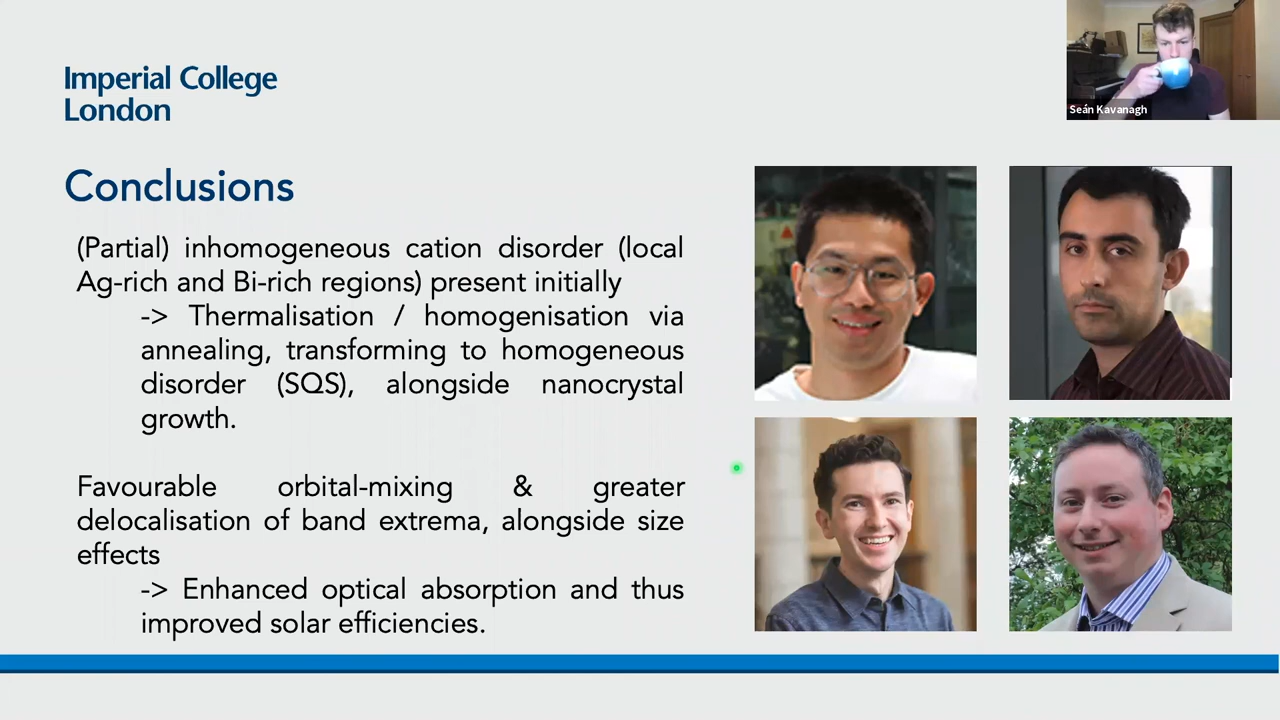 Imperial College
London
Seán Kavanagh
Conclusions
(Partial) inhomogeneous cation disorder (local
Ag-rich and Bi-rich regions) present initially
-> Thermalisation / homogenisation via
annealing, transforming to homogeneous
disorder (SQS), alongside nanocrystal
growth.
Favourable orbital-mixing & greater
delocalisation of band extrema, alongside size
effects
-> Enhanced optical absorption and thus
improved solar efficiencies.